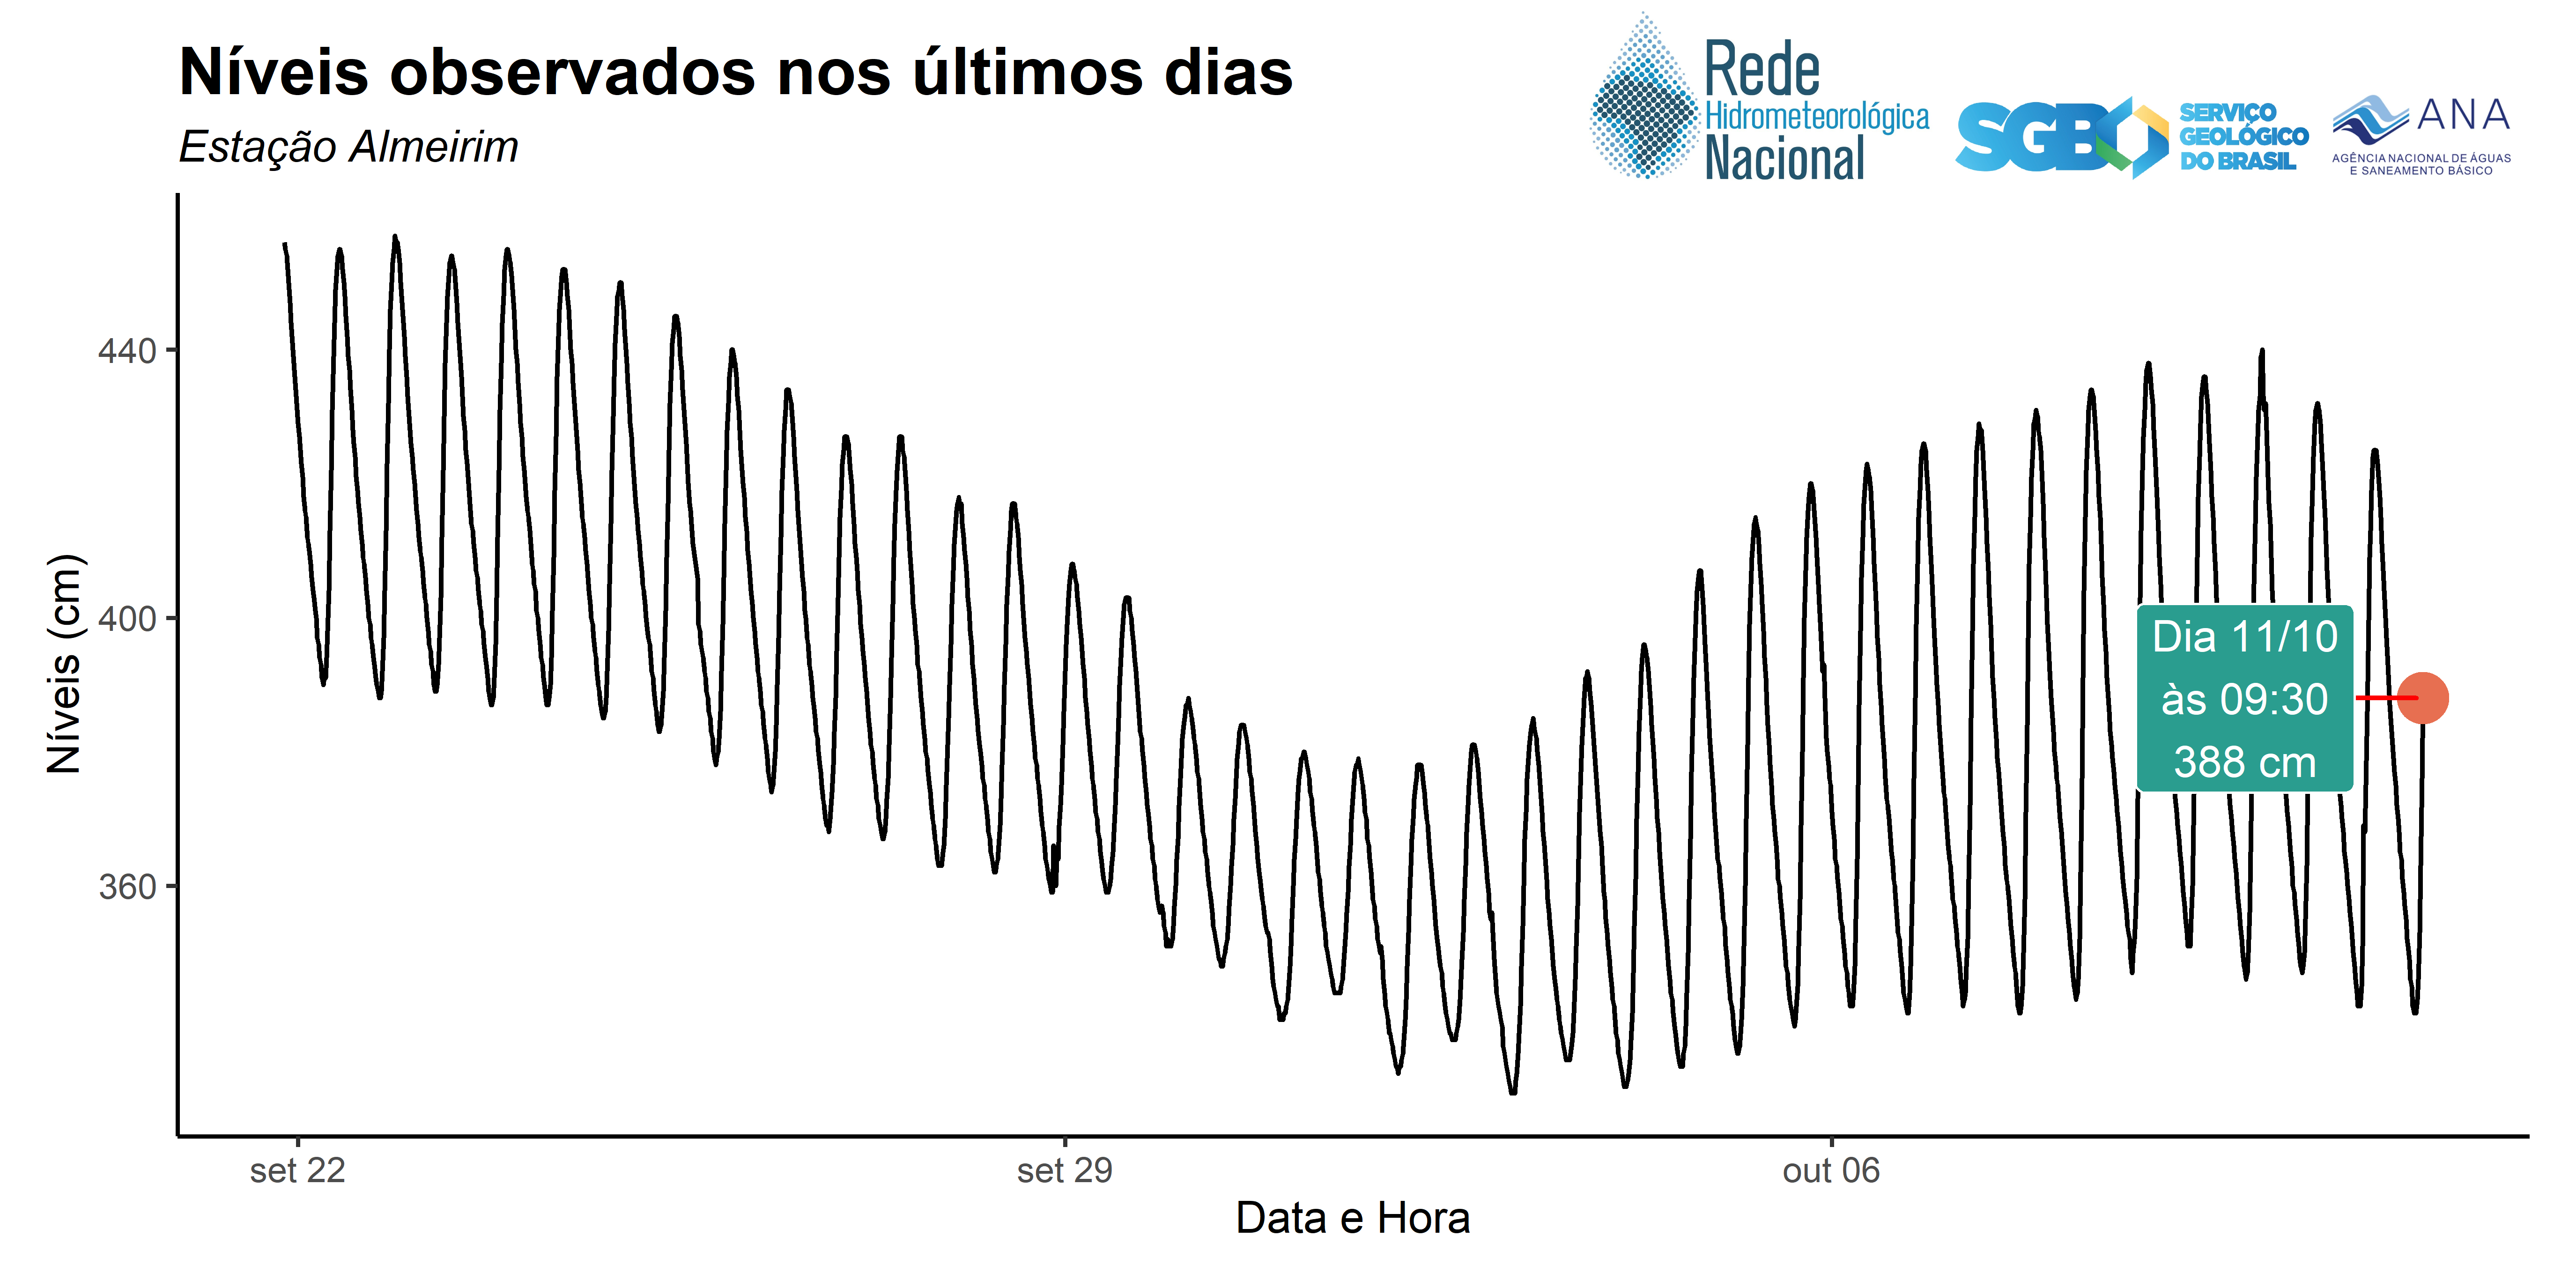 Níveis observados nos últimos dias
Estação Almeirim
Rede
Hidrometeorológica
Nacional
SGB
SERVIÇO
GEOLÓGICO
DO BRASIL
ANA
AGÊNCIA NACIONAL DE ÁGUAS
E SANEAMENTO BÁSICO
Níveis (cm)
440
400
360
Dia 11/10
às 09:30
388 cm
set 22
set 29
out 06
Data e Hora